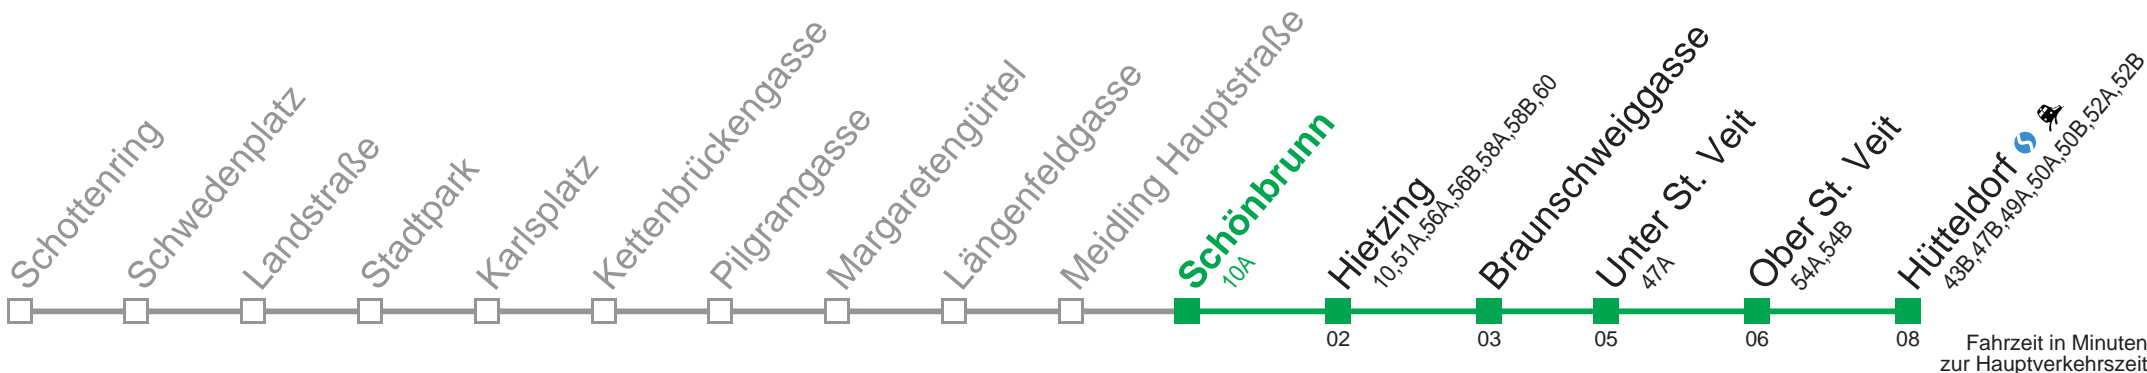 Schottenring
Schwedenplatz
Landstraße
Stadtpark
Karlsplatz
Kettenbrückengasse
Pilgramgasse
Margaretengürtel
Längenfeldgasse
Meidling Hauptstraße
Schönbrunn
10A
Hietzing
10,51A,56A,56B,58A,58B,60
02
Braunschweiggasse
03
Unter St. Veit
47A
05
Ober St. Veit
54A,54B
06
Hütteldorf
43B,47B,49A,50A,50B,52A,52B
08
Fahrzeit in Minuten
zur Hauptverkehrszeit